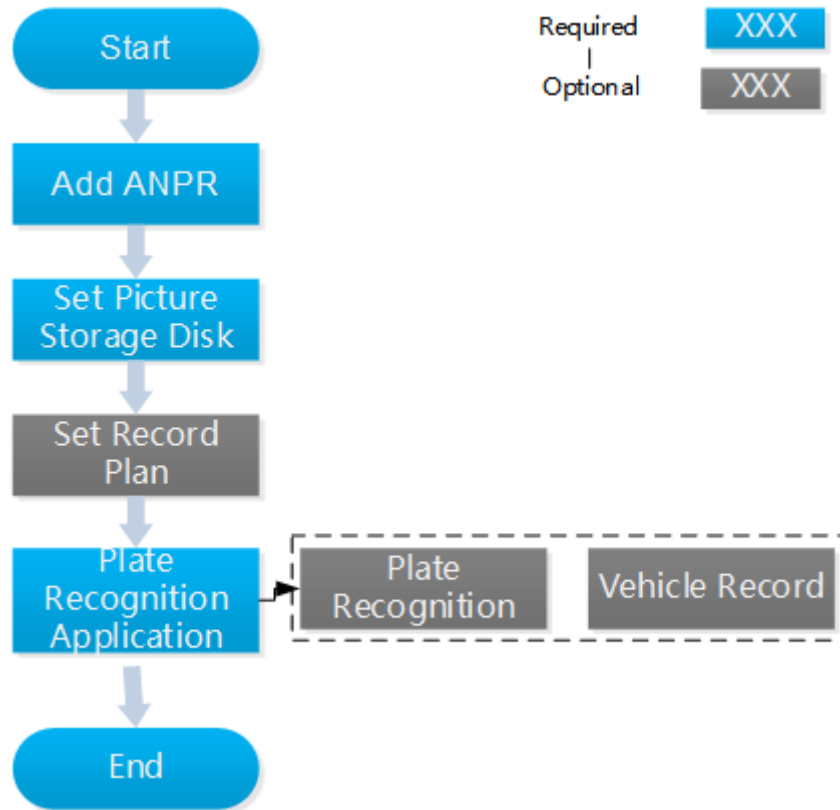 Start
Required
XXX
|
Optional
XXX
Add ANPR
Set Picture
Storage Disk
Set Record
Plan
Plate
Recognition
Application
Plate
Recognition
Vehicle Record
End